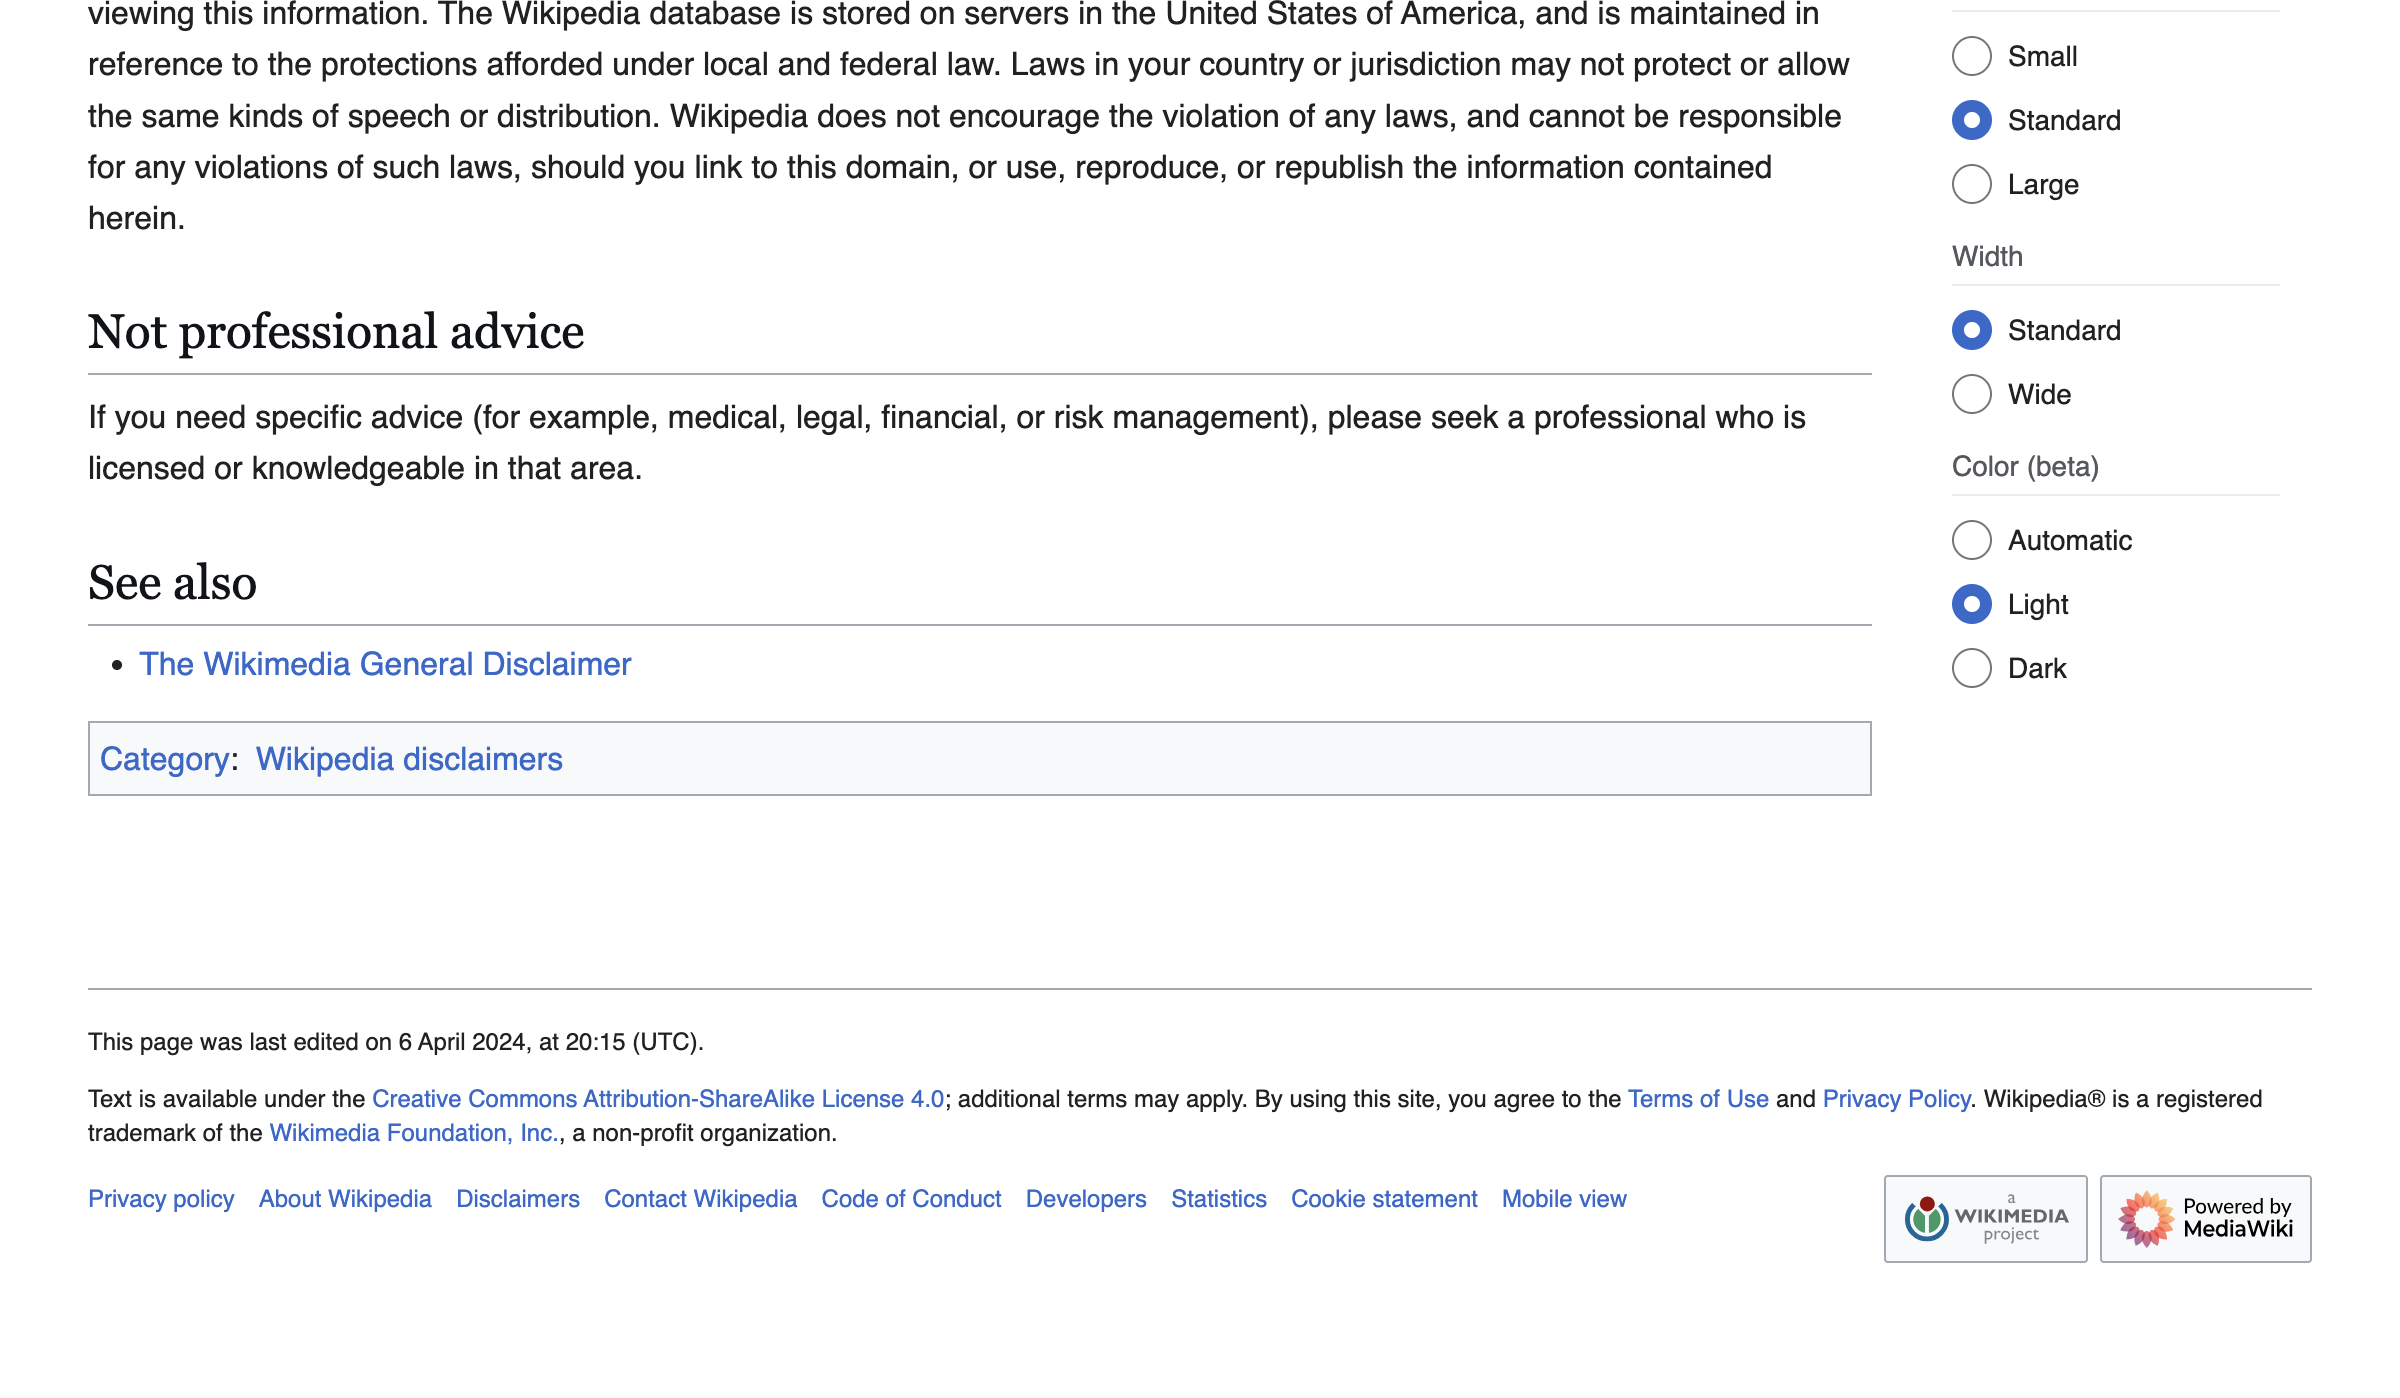 viewing this information. The Wikipedia database is stored on servers in the United States of America, and is maintained in
reference to the protections afforded under local and federal law. Laws in your country or jurisdiction may not protect or allow
the same kinds of speech or distribution. Wikipedia does not encourage the violation of any laws, and cannot be responsible
for any violations of such laws, should you link to this domain, or use, reproduce, or republish the information contained
herein.
Not professional advice
If you need specific advice (for example, medical, legal, financial, or risk management), please seek a professional who is
licensed or knowledgeable in that area.
See also
• The Wikimedia General Disclaimer
Category: Wikipedia disclaimers
Small
Standard
Large
Width
Standard
Wide
Color (beta)
Automatic
Light
Dark
This page was last edited on 6 April 2024, at 20:15 (UTC).
Text is available under the Creative Commons Attribution-ShareAlike License 4.0; additional terms may apply. By using this site, you agree to the Terms of Use and Privacy Policy. Wikipedia® is a registered
trademark of the Wikimedia Foundation, Inc., a non-profit organization.
Privacy policy About Wikipedia Disclaimers Contact Wikipedia Code of Conduct Developers Statistics Cookie statement Mobile view
a
WIKIMEDIA
project
Powered by
MediaWiki